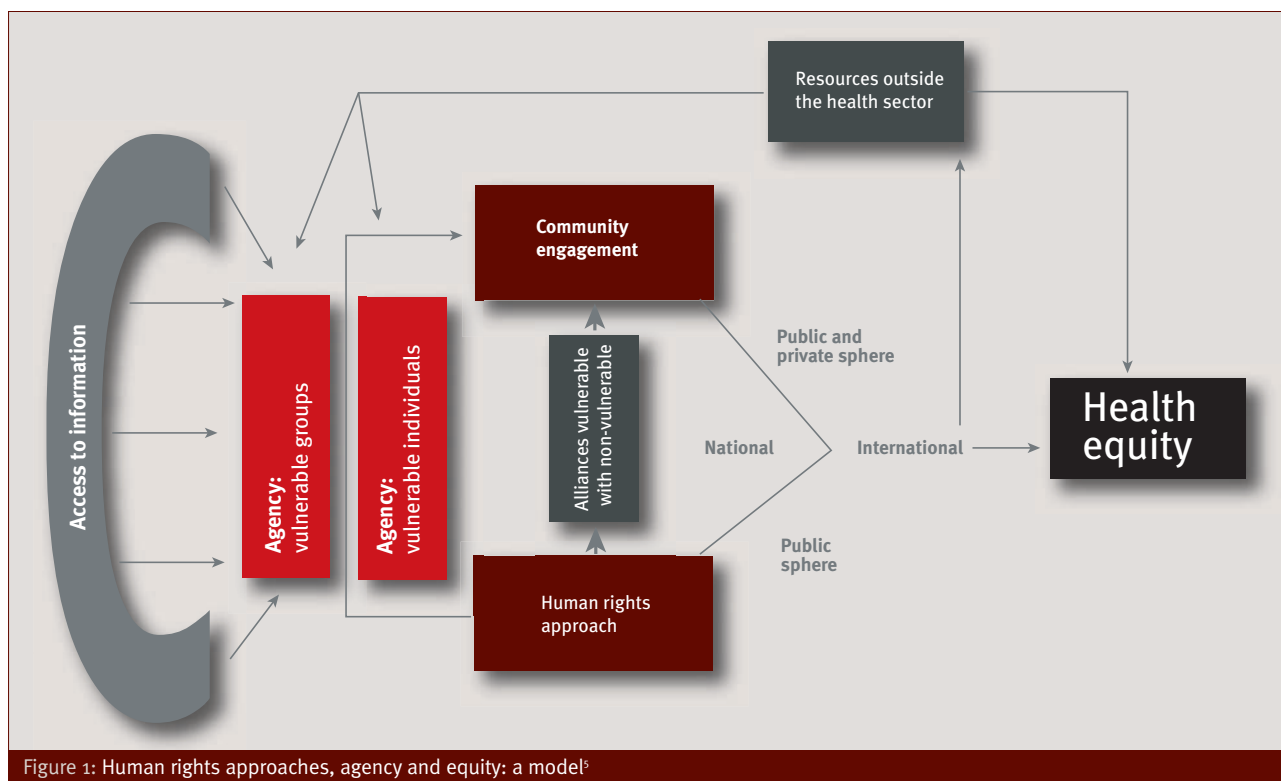 Resources outside
the health sector
Access to information
Agency:
vulnerable groups
Agency:
vulnerable individuals
Community
engagement
Alliances vulnerable
with non-vulnerable
Human rights
approach
Public and
private sphere
National
International
Public
sphere
Health
equity
Figure 1: Human rights approaches, agency and equity: a model⁵